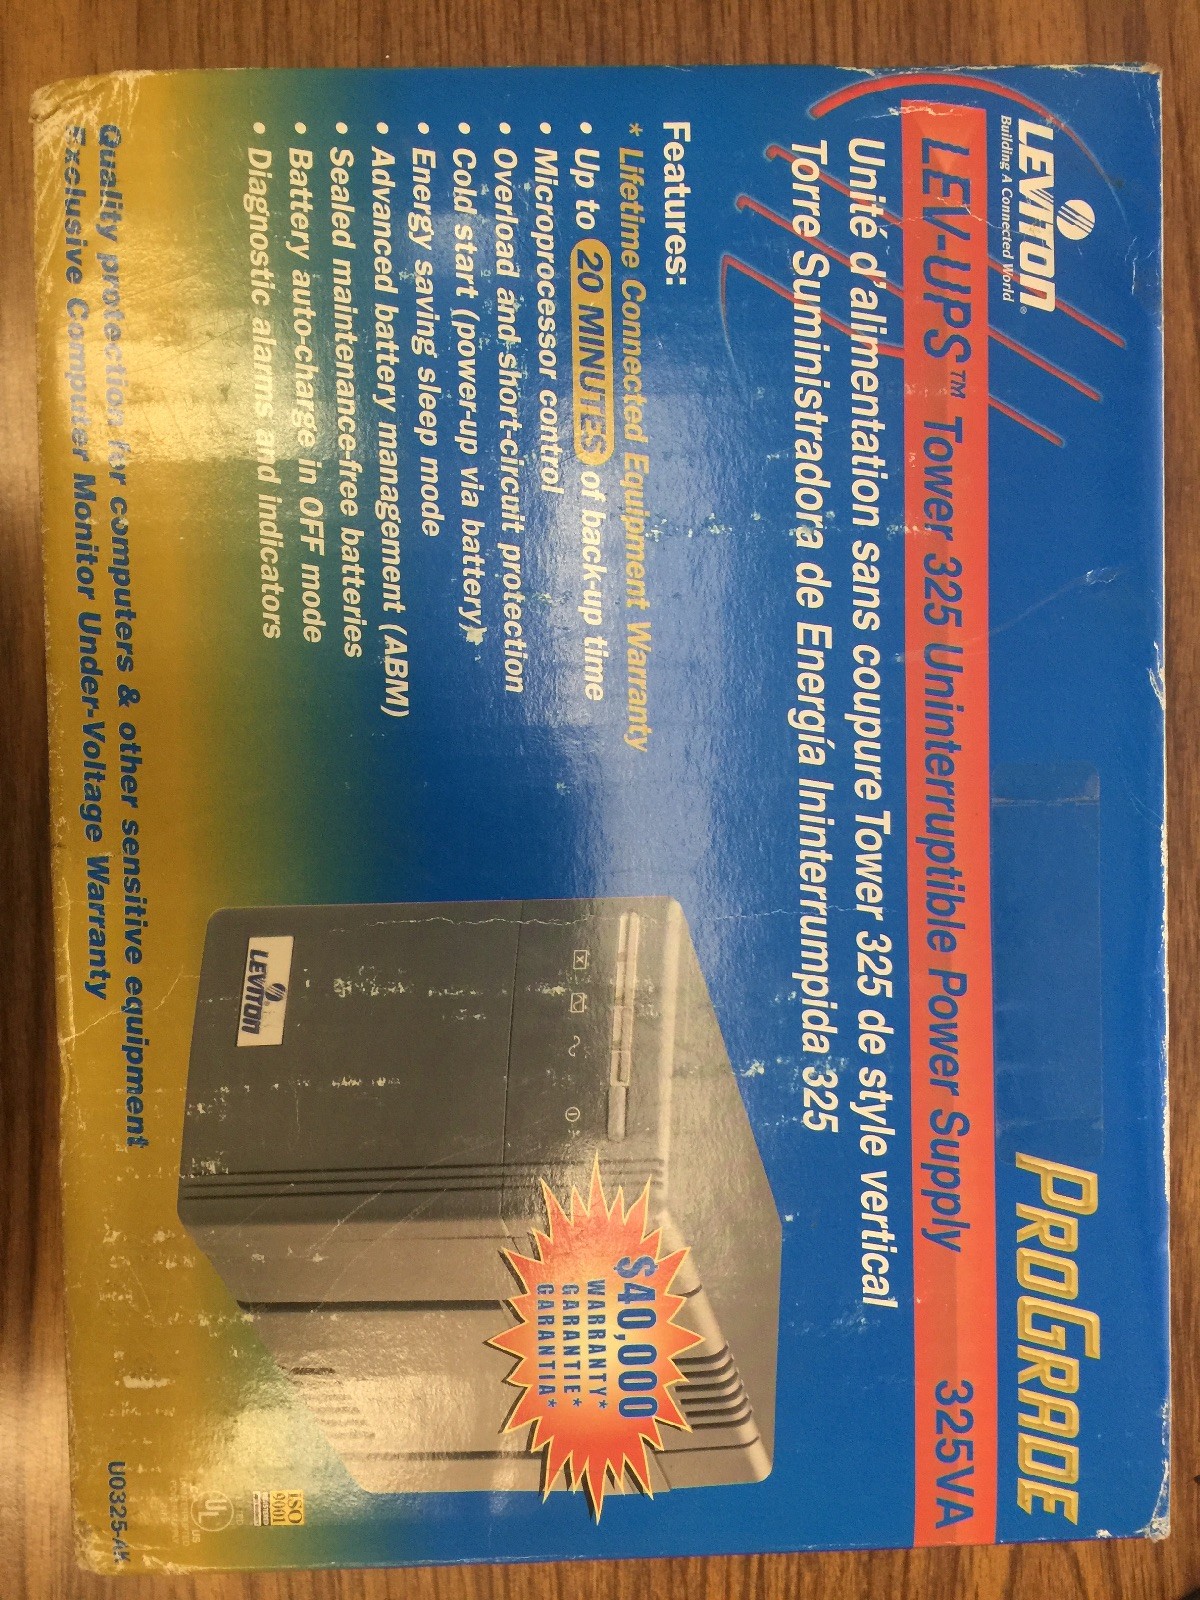 LEVITON®
Building A Connected World
PROGRADE
LEV-UPS™ Tower 325 Uninterruptible Power Supply 325VA
Unité d'alimentation sans coupure Tower 325 de style vertical
Torre Suministradora de Energía Ininterrumpida 325
Features:
* Lifetime Connected Equipment Warranty
• Up to 20 MINUTES of back-up time
• Microprocessor control
• Overload and short-circuit protection
• Cold start (power-up via battery)
• Energy saving sleep mode
• Advanced battery management (ABM)
• Sealed maintenance-free batteries
• Battery auto-charge in OFF mode
• Diagnostic alarms and indicators
$40,000
WARRANTY*
GARANTIE*
GARANTIA*
LEVITON
Quality protection for computers & other sensitive equipment
Exclusive Computer Monitor Under-Voltage Warranty
ISO
9001
UL
US
U0325-AK